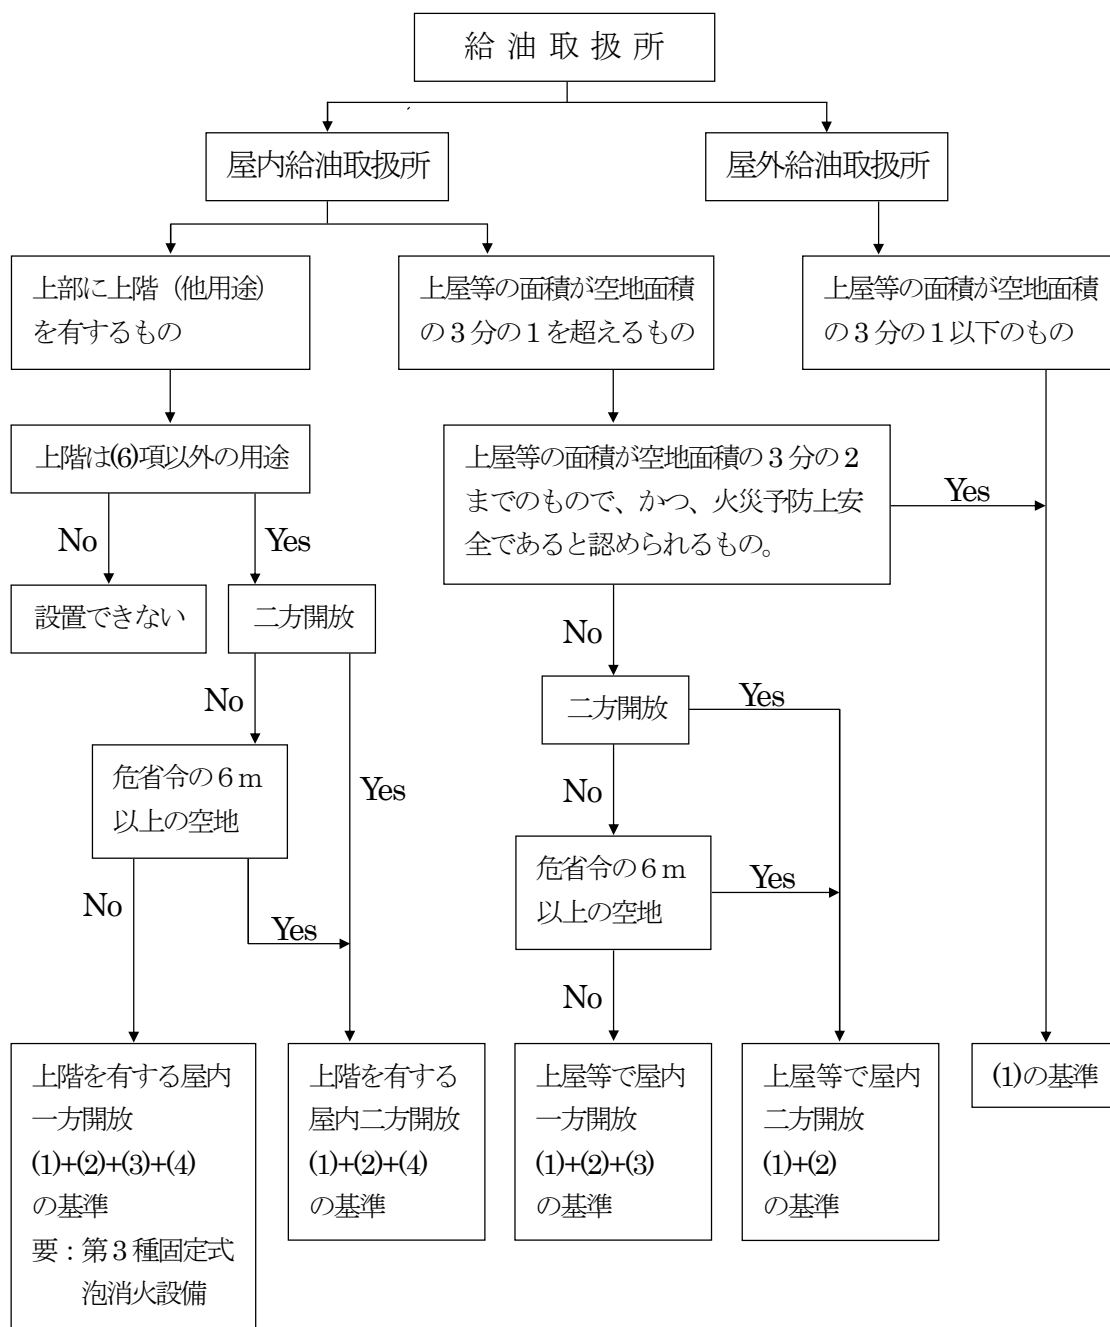 給油取扱所
屋内給油取扱所
屋外給油取扱所
上部に上階（他用途）
を有するもの
上屋等の面積が空地面積
の３分の１を超えるもの
上屋等の面積が空地面積
の３分の１以下のもの
上階は(6)項以外の用途
上屋等の面積が空地面積の３分の２
までのもので、かつ、火災予防上安
全であると認められるもの。
Yes
No
Yes
設置できない
二方開放
No
No
Yes
二方開放
Yes
危省令の６ｍ
以上の空地
No
危省令の６ｍ
以上の空地
Yes
No
Yes
No
上階を有する屋内
一方開放
(1)+(2)+(3)+(4)
の基準
要：第３種固定式
泡消火設備
上階を有する
屋内二方開放
(1)+(2)+(4)
の基準
上屋等で屋内
一方開放
(1)+(2)+(3)
の基準
上屋等で屋内
二方開放
(1)+(2)
の基準
(1)の基準